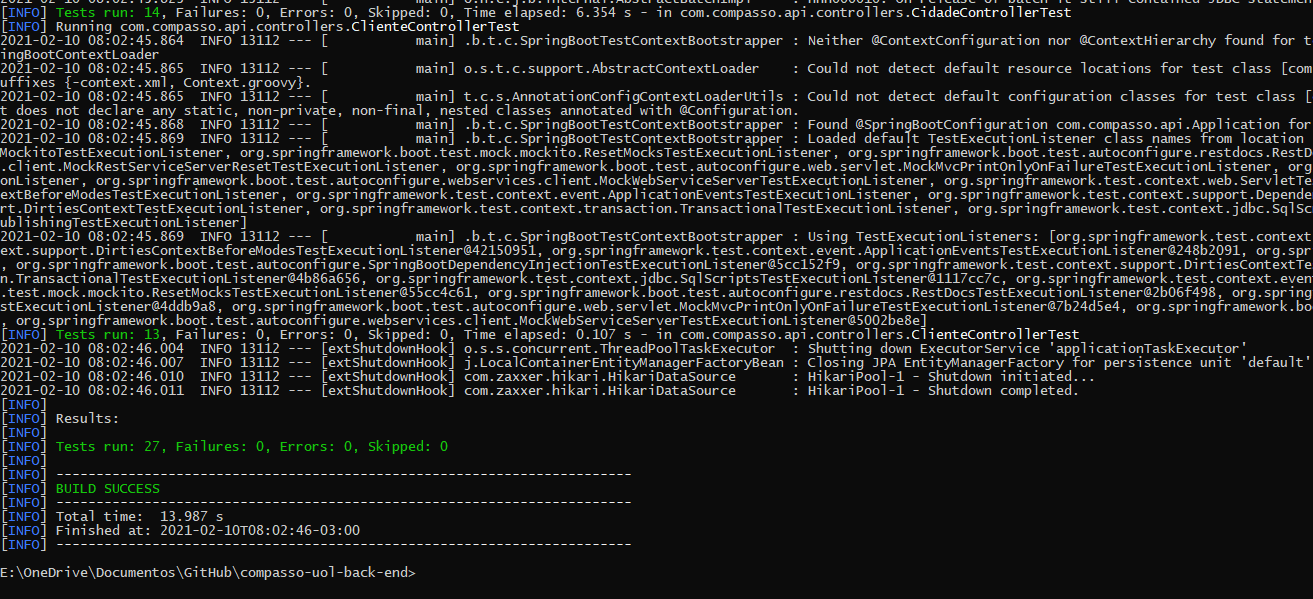 [INFO] Tests run: 14, Failures: 0, Errors: 0, Skipped: 0, Time elapsed: 6.354 s - in com.compasso.api.controllers.CidadeControllerTest
[INFO] Running com.compasso.api.controllers.ClienteControllerTest
2021-02-10 08:02:45.864  INFO 13112 --- [           main] .b.t.c.SpringBootTestContextBootstrapper : Neither @ContextConfiguration nor @ContextHierarchy found for t
ingBootContextLoader
2021-02-10 08:02:45.865  INFO 13112 --- [           main] o.s.t.c.support.AbstractContextLoader    : Could not detect default resource locations for test class [com
uffixes {-context.xml, Context.groovy}.
2021-02-10 08:02:45.865  INFO 13112 --- [           main] t.c.s.AnnotationConfigContextLoaderUtils : Could not detect default configuration classes for test class [
t does not declare any static, non-private, non-final, nested classes annotated with @Configuration.
2021-02-10 08:02:45.868  INFO 13112 --- [           main] .b.t.c.SpringBootTestContextBootstrapper : Found @SpringBootConfiguration com.compasso.api.Application for
2021-02-10 08:02:45.869  INFO 13112 --- [           main] .b.t.c.SpringBootTestContextBootstrapper : Loaded default TestExecutionListener class names from location
MockitoTestExecutionListener, org.springframework.boot.test.mock.mockito.ResetMocksTestExecutionListener, org.springframework.boot.test.autoconfigure.restdocs.RestD
.client.MockRestServiceServerResetTestExecutionListener, org.springframework.boot.test.autoconfigure.web.servlet.MockMvcPrintOnlyOnFailureTestExecutionListener, org
onListener, org.springframework.boot.test.autoconfigure.webservices.client.MockWebServiceServerTestExecutionListener, org.springframework.test.context.web.ServletTe
extBeforeModesTestExecutionListener, org.springframework.test.context.event.ApplicationEventsTestExecutionListener, org.springframework.test.context.support.Depende
rt.DirtiesContextTestExecutionListener, org.springframework.test.context.transaction.TransactionalTestExecutionListener, org.springframework.test.context.jdbc.SqlSc
ublishingTestExecutionListener]
2021-02-10 08:02:45.869  INFO 13112 --- [           main] .b.t.c.SpringBootTestContextBootstrapper : Using TestExecutionListeners: [org.springframework.test.context
ext.support.DirtiesContextBeforeModesTestExecutionListener@42150951, org.springframework.test.context.event.ApplicationEventsTestExecutionListener@248b2091, org.spr
, org.springframework.boot.test.autoconfigure.SpringBootDependencyInjectionTestExecutionListener@5cc152f9, org.springframework.test.context.support.DirtiesContextTe
n.TransactionalTestExecutionListener@4b86a656, org.springframework.test.context.jdbc.SqlScriptsTestExecutionListener@1117cc7c, org.springframework.test.context.even
.test.mock.mockito.ResetMocksTestExecutionListener@55cc4c61, org.springframework.boot.test.autoconfigure.restdocs.RestDocsTestExecutionListener@2b06f498, org.spring
stExecutionListener@4ddb9a8, org.springframework.boot.test.autoconfigure.web.servlet.MockMvcPrintOnlyOnFailureTestExecutionListener@7b24d5e4, org.springframework.bo
, org.springframework.boot.test.autoconfigure.webservices.client.MockWebServiceServerTestExecutionListener@5002be8e]
[INFO] Tests run: 13, Failures: 0, Errors: 0, Skipped: 0, Time elapsed: 0.107 s - in com.compasso.api.controllers.ClienteControllerTest
2021-02-10 08:02:46.004  INFO 13112 --- [extShutdownHook] o.s.s.concurrent.ThreadPoolTaskExecutor  : Shutting down ExecutorService 'applicationTaskExecutor'
2021-02-10 08:02:46.007  INFO 13112 --- [extShutdownHook] j.LocalContainerEntityManagerFactoryBean : Closing JPA EntityManagerFactory for persistence unit 'default'
2021-02-10 08:02:46.010  INFO 13112 --- [extShutdownHook] com.zaxxer.hikari.HikariDataSource       : HikariPool-1 - Shutdown initiated...
2021-02-10 08:02:46.011  INFO 13112 --- [extShutdownHook] com.zaxxer.hikari.HikariDataSource       : HikariPool-1 - Shutdown completed.
[INFO]
[INFO] Results:
[INFO]
[INFO] Tests run: 27, Failures: 0, Errors: 0, Skipped: 0
[INFO]
[INFO] ------------------------------------------------------------------------
[INFO] BUILD SUCCESS
[INFO] ------------------------------------------------------------------------
[INFO] Total time:  13.987 s
[INFO] Finished at: 2021-02-10T08:02:46-03:00
[INFO] ------------------------------------------------------------------------
E:\OneDrive\Documentos\GitHub\compasso-uol-back-end>